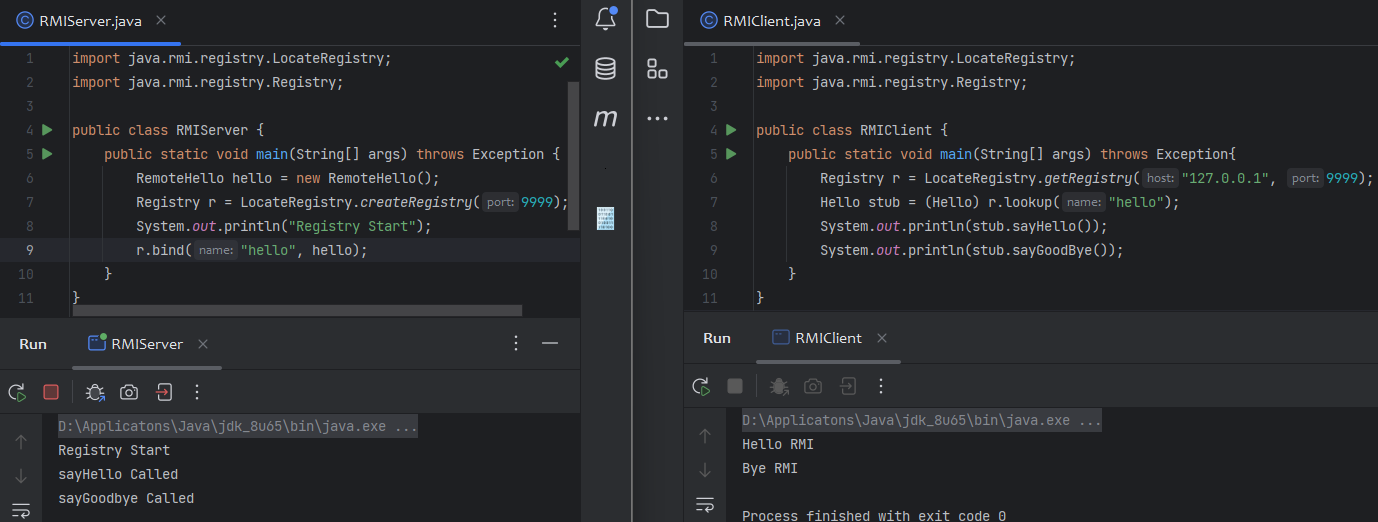 RMIServer.java
1 import java.rmi.registry.LocateRegistry;
2 import java.rmi.registry.Registry;
3
4 public class RMIServer {
5 public static void main(String[] args) throws Exception {
6 RemoteHello hello = new RemoteHello();
7 Registry r = LocateRegistry.createRegistry( port: 9999);
8 System.out.println("Registry Start");
9 r.bind( name: "hello", hello);
10 }
11 }
Run RMIServer
D:\Applicatons\Java\jdk_8u65\bin\java.exe ...
Registry Start
sayHello Called
sayGoodbye Called
m
RMIClient.java
1 import java.rmi.registry.LocateRegistry;
2 import java.rmi.registry.Registry;
3
4 public class RMIClient {
5 public static void main(String[] args) throws Exception{
6 Registry r = LocateRegistry.getRegistry( host: "127.0.0.1", port: 9999);
7 Hello stub = (Hello) r.lookup( name: "hello");
8 System.out.println(stub.sayHello());
9 System.out.println(stub.sayGoodBye());
10 }
11 }
Run RMIClient
D:\Applicatons\Java\jdk_8u65\bin\java.exe ...
Hello RMI
Bye RMI
Process finished with exit code 0